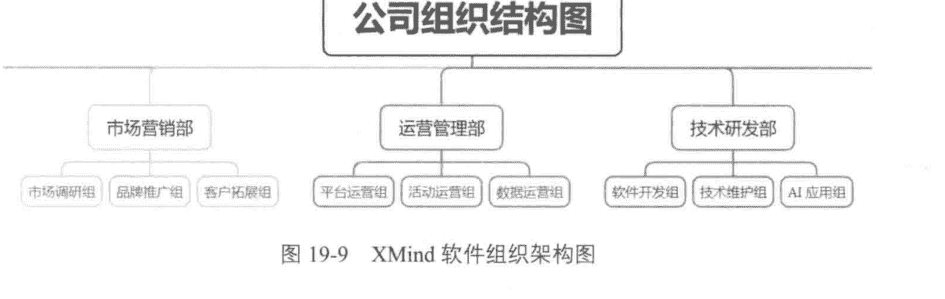 公司组织结构图
市场营销部 运营管理部 技术研发部
市场调研组 品牌推广组 客户拓展组 平台运营组 活动运营组 数据运营组 软件开发组 技术维护组 AI 应用组
图 19-9 XMind 软件组织架构图